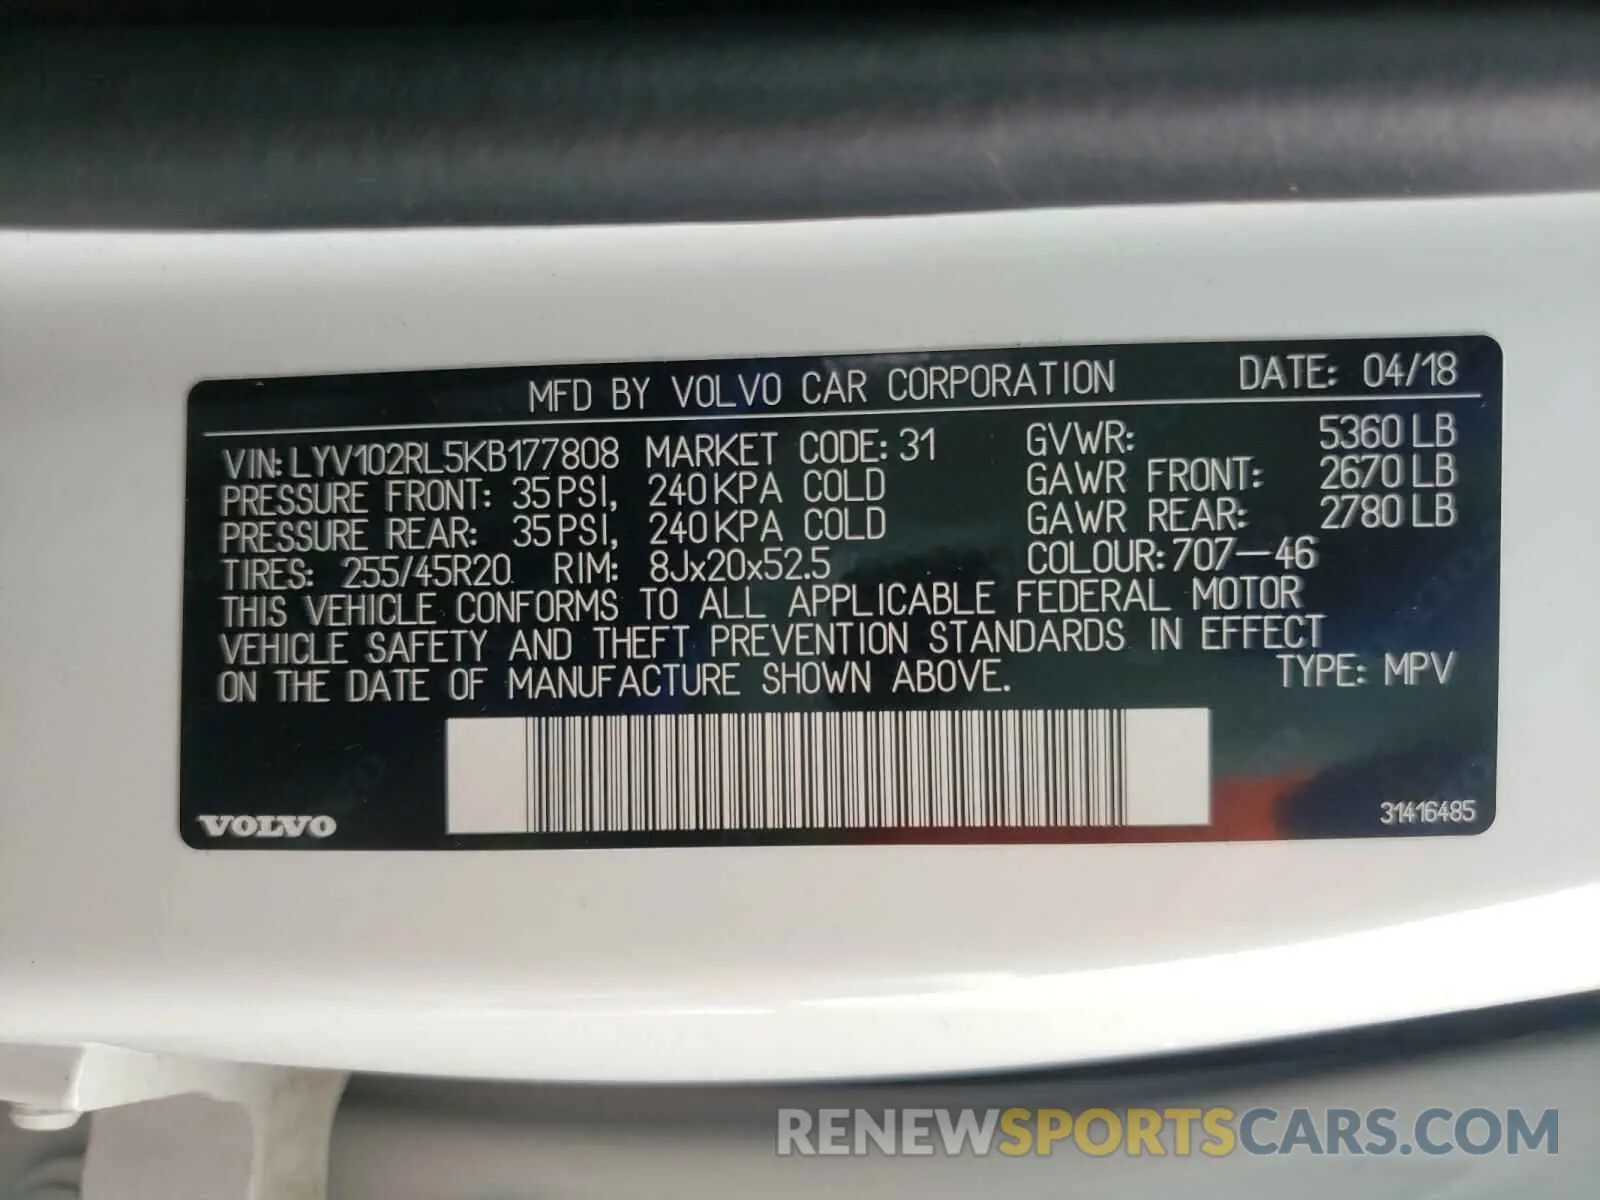 MFD BY VOLVO CAR CORPORATION DATE: 04/18
VIN: LYV102RL5KB177808 MARKET CODE: 31 GVWR: 5360 LB
PRESSURE FRONT: 35 PSI, 240 KPA COLD GAWR FRONT: 2670 LB
PRESSURE REAR: 35 PSI, 240 KPA COLD GAWR REAR: 2780 LB
TIRES: 255/45R20 RIM: 8Jx20x52.5 COLOUR: 707-46
THIS VEHICLE CONFORMS TO ALL APPLICABLE FEDERAL MOTOR
VEHICLE SAFETY AND THEFT PREVENTION STANDARDS IN EFFECT
ON THE DATE OF MANUFACTURE SHOWN ABOVE. TYPE: MPV
VOLVO 31416485
RENEWSPORTSCARS.COM